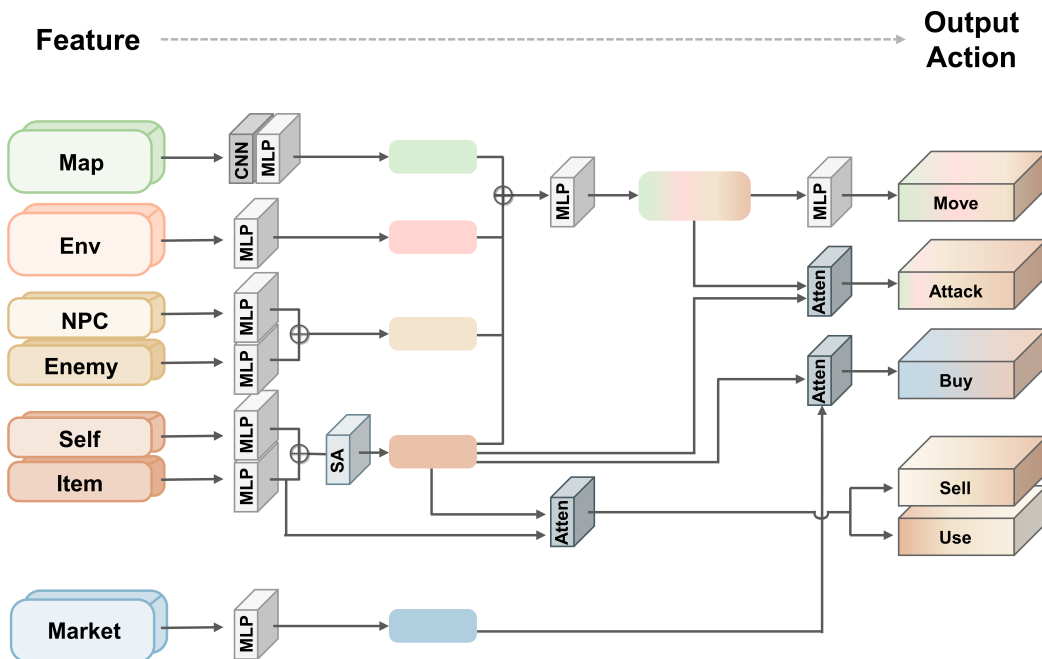 Feature
Output
Action
Map
CNN
MLP
MLP
MLP
Move
Env
MLP
Atten
Attack
NPC
MLP
Enemy
MLP
Atten
Buy
Self
MLP
SA
Item
MLP
Atten
Sell
Use
Market
MLP